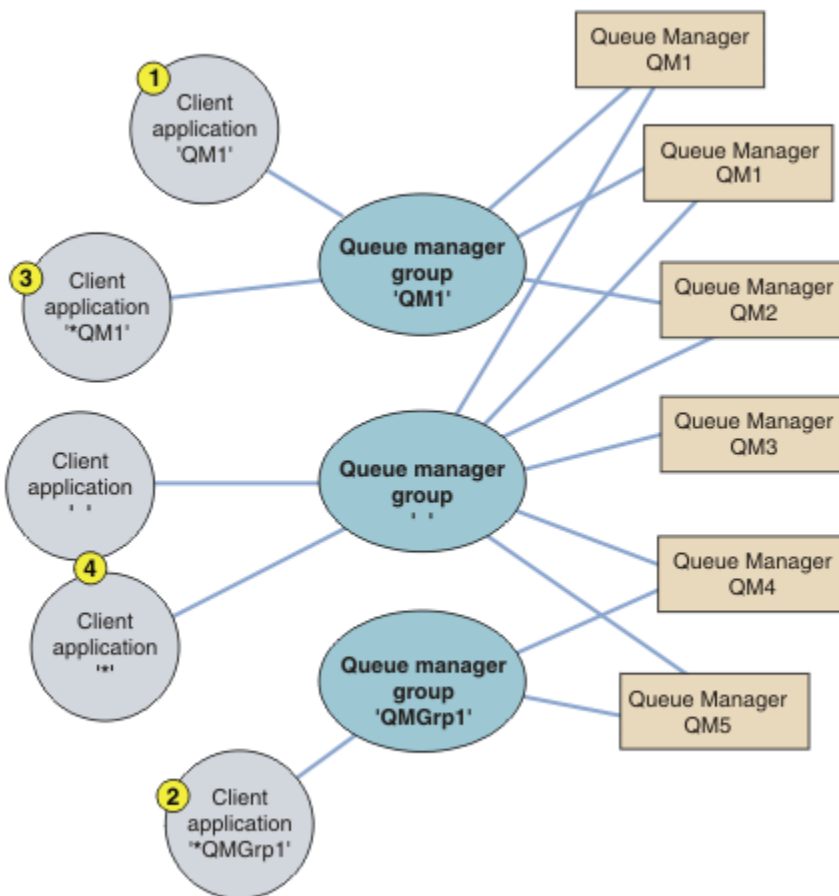 1
Client
application
'QM1'
3
Client
application
'*QM1'
Client
application
' '
4
Client
application
'*'
2
Client
application
'*QMGrp1'
Queue manager
group
'QM1'
Queue manager
group
' '
Queue manager
group
'QMGrp1'
Queue Manager
QM1
Queue Manager
QM1
Queue Manager
QM2
Queue Manager
QM3
Queue Manager
QM4
Queue Manager
QM5